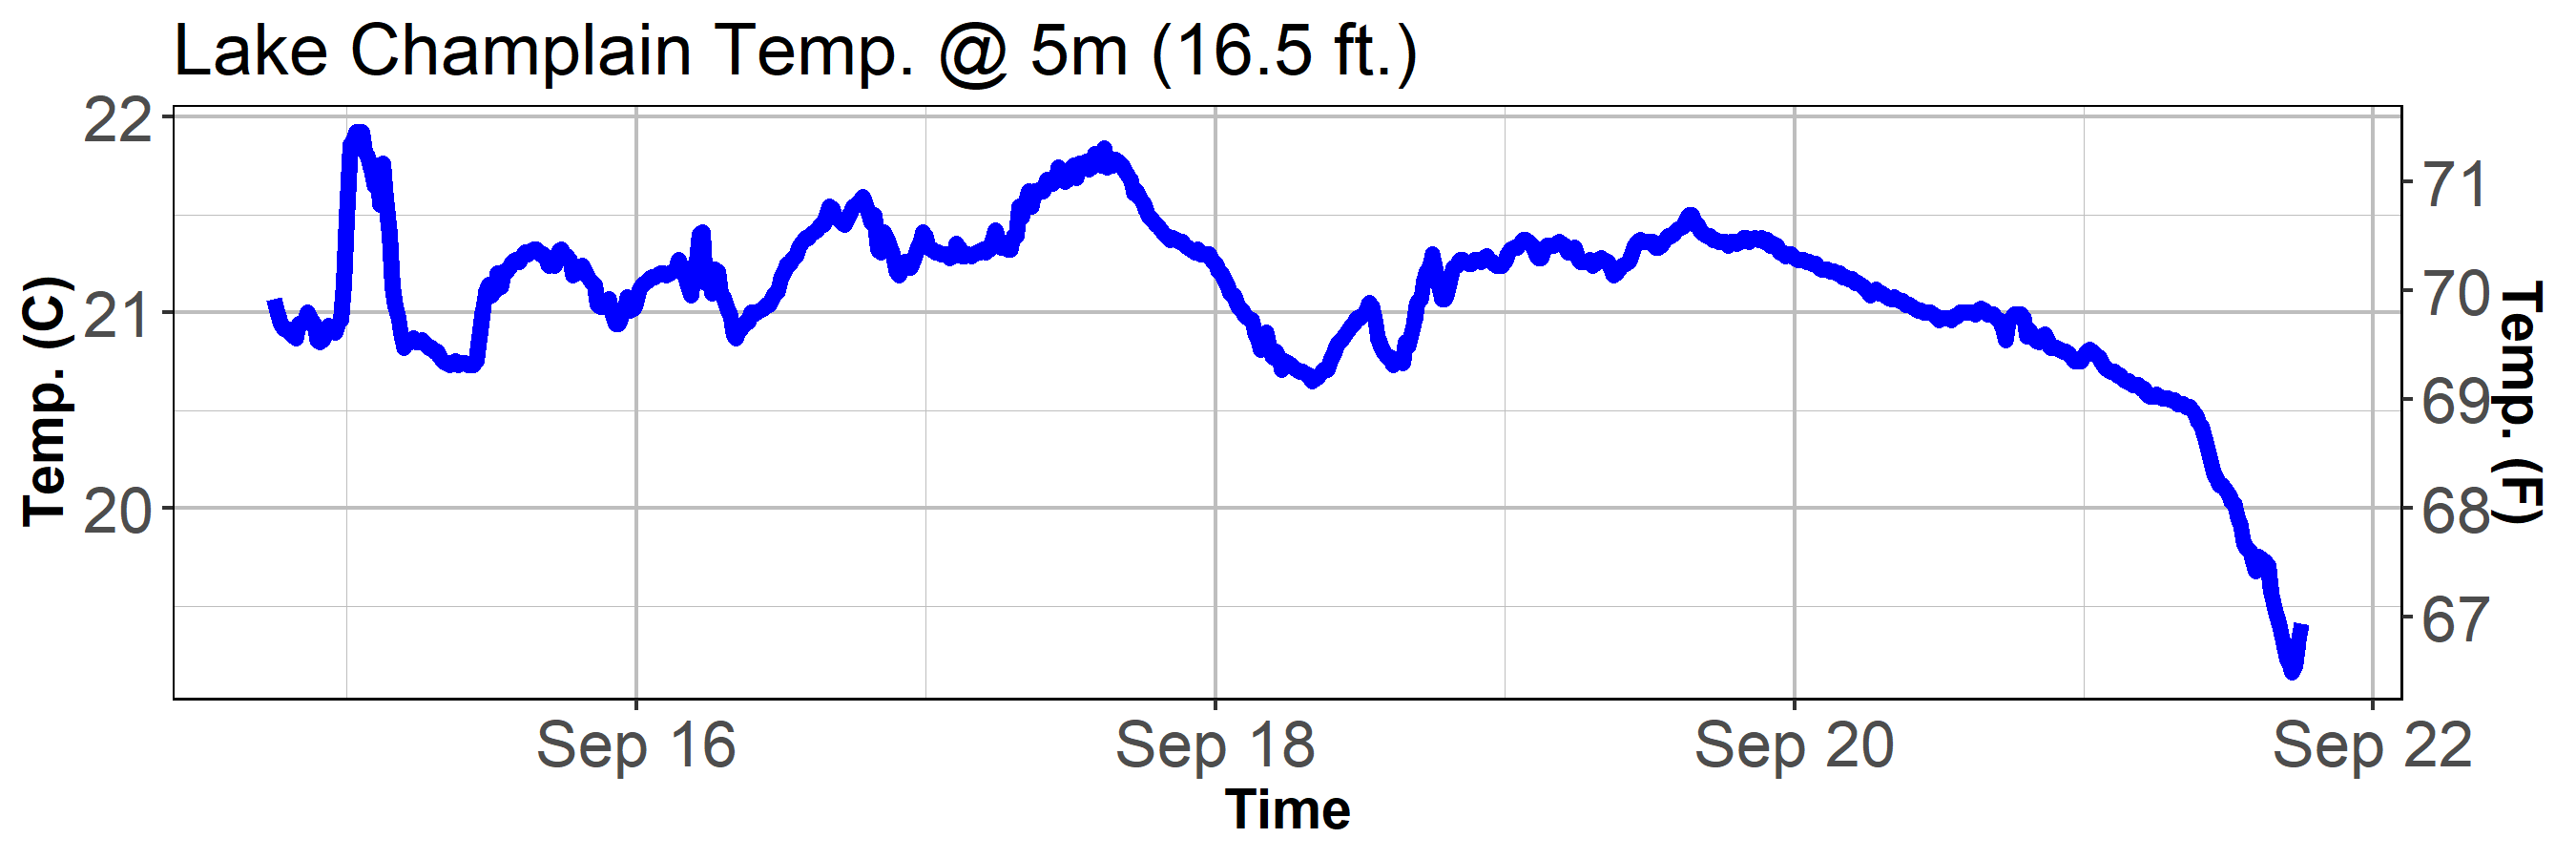 Lake Champlain Temp. @ 5m (16.5 ft.)
22
21
20
Temp. (C)
71
70
69
68
67
Temp. (F)
Sep 16 Sep 18 Sep 20 Sep 22
Time